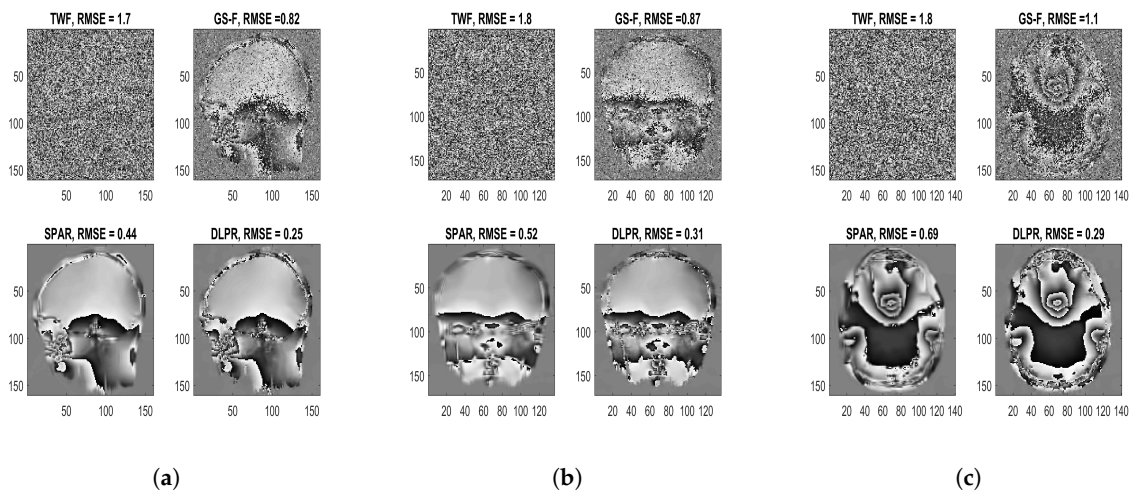 TWF, RMSE = 1.7
GS-F, RMSE =0.82
50
100
150
50 100 150
50 100 150
SPAR, RMSE = 0.44
DLPR, RMSE = 0.25
50
100
150
50 100 150
50 100 150
(a)
TWF, RMSE = 1.8
GS-F, RMSE =0.87
50
100
150
20 40 60 80 100 120
20 40 60 80 100 120
SPAR, RMSE = 0.52
DLPR, RMSE = 0.31
50
100
150
20 40 60 80 100 120
20 40 60 80 100 120
(b)
TWF, RMSE = 1.8
GS-F, RMSE =1.1
50
100
150
20 40 60 80 100 120 140
20 40 60 80 100 120 140
SPAR, RMSE = 0.69
DLPR, RMSE = 0.29
50
100
150
20 40 60 80 100 120 140
20 40 60 80 100 120 140
(c)